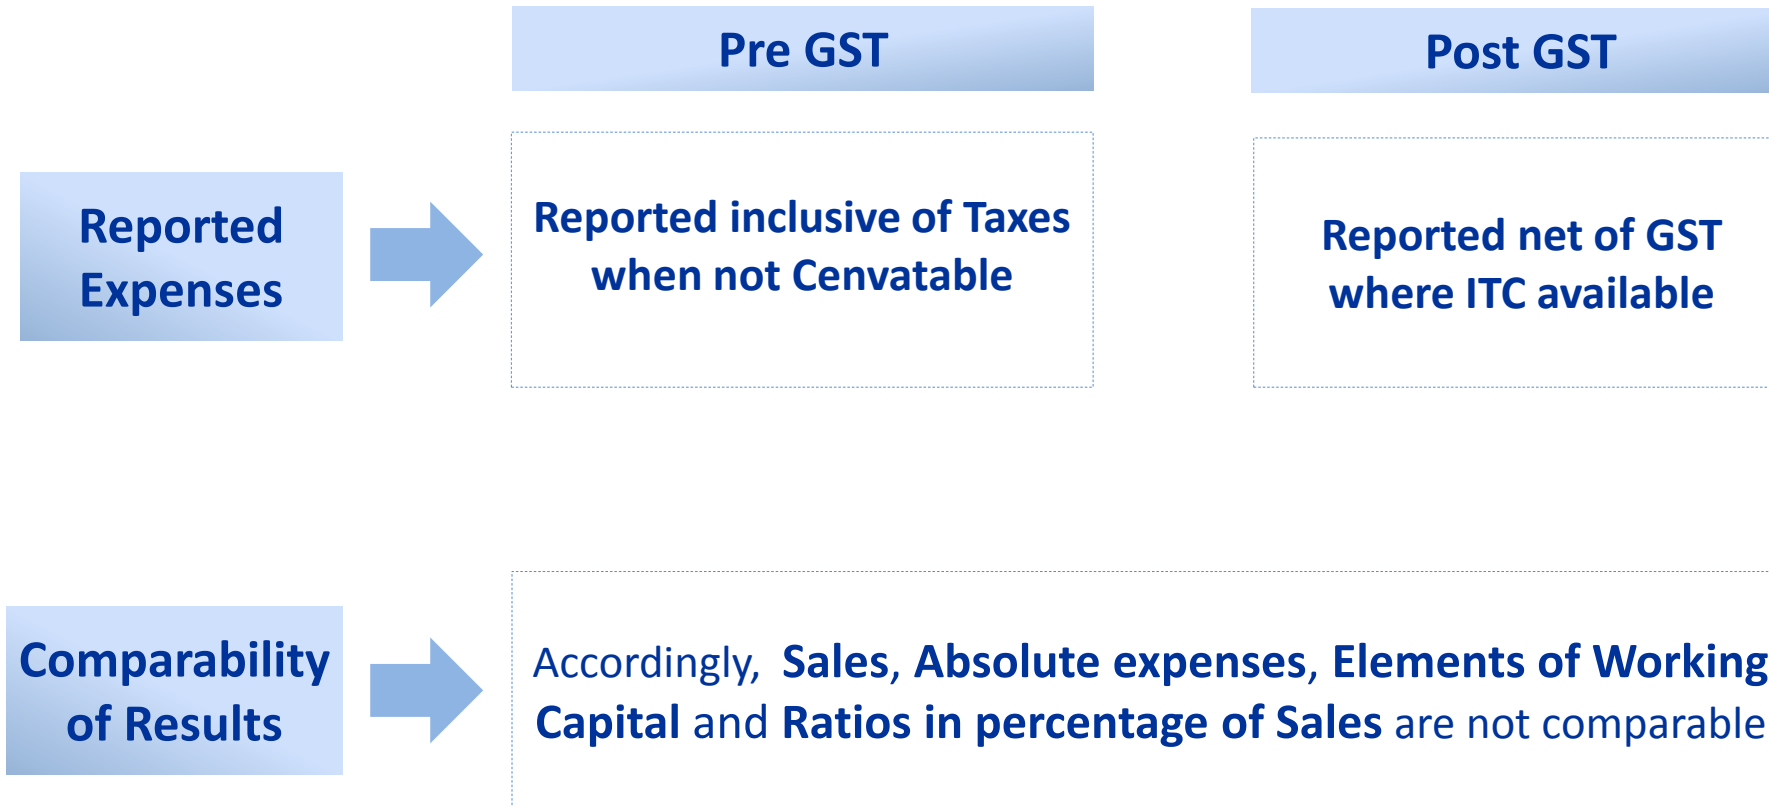 Pre GST
Post GST
Reported
Expenses
Reported inclusive of Taxes
when not Cenvatable
Reported net of GST
where ITC available
Comparability
of Results
Accordingly, Sales, Absolute expenses, Elements of Working
Capital and Ratios in percentage of Sales are not comparable